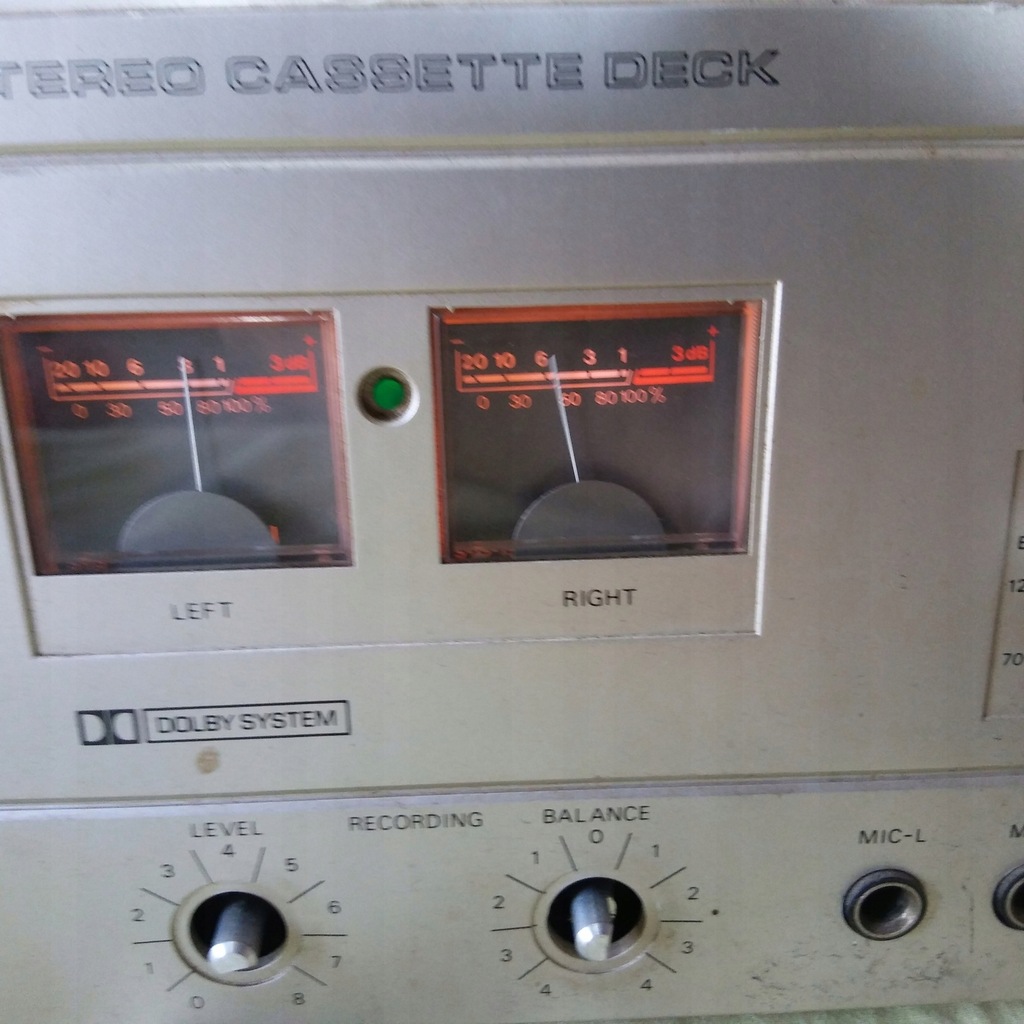 TEREO CASSETTE DECK
- +
20 10 6 3 1 3dB
0 30 50 80 100%
- +
20 10 6 3 1 3dB
0 30 50 80 100%
LEFT
RIGHT
DOLBY SYSTEM
LEVEL
RECORDING
BALANCE
0 1 2 3 4 5 6 7 8
4 3 2 1 0 1 2 3 4
MIC-L
M
12
70